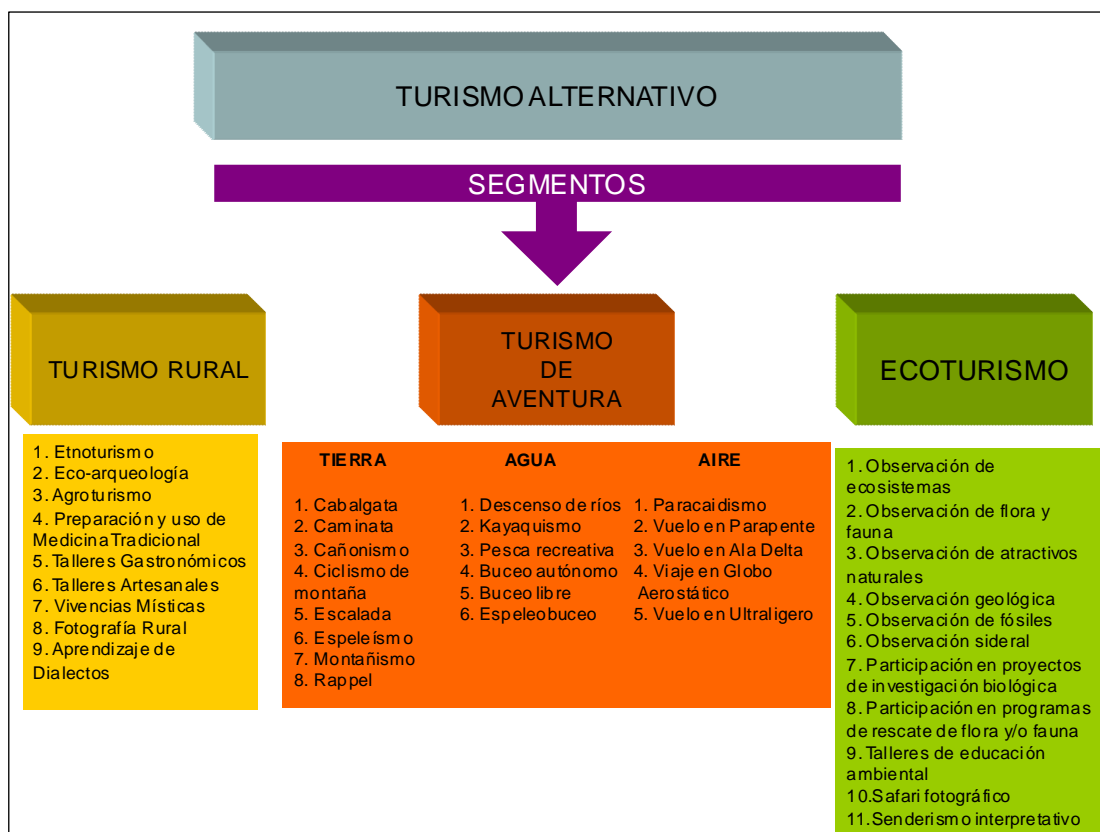 TURISMO ALTERNATIVO
SEGMENTOS
TURISMO RURAL
1. Etnoturismo
2. Eco-arqueología
3. Agroturismo
4. Preparación y uso de
Medicina Tradicional
5. Talleres Gastronómicos
6. Talleres Artesanales
7. Vivencias Místicas
8. Fotografía Rural
9. Aprendizaje de
Dialectos
TURISMO
DE
AVENTURA
TIERRA
1. Cabalgata
2. Caminata
3. Cañonismo
4. Ciclismo de
montaña
5. Escalada
6. Espeleísmo
7. Montañismo
8. Rappel
AGUA
1. Descenso de ríos
2. Kayaquismo
3. Pesca recreativa
4. Buceo autónomo
5. Buceo libre
6. Espeleobuceo
AIRE
1. Paracaidismo
2. Vuelo en Parapente
3. Vuelo en Ala Delta
4. Viaje en Globo
Aerostático
5. Vuelo en Ultraligero
ECOTURISMO
1. Observación de
ecosistemas
2. Observación de flora y
fauna
3. Observación de atractivos
naturales
4. Observación geológica
5. Observación de fósiles
6. Observación sideral
7. Participación en proyectos
de investigación biológica
8. Participación en programas
de rescate de flora y/o fauna
9. Talleres de educación
ambiental
10.Safari fotográfico
11. Senderismo interpretativo